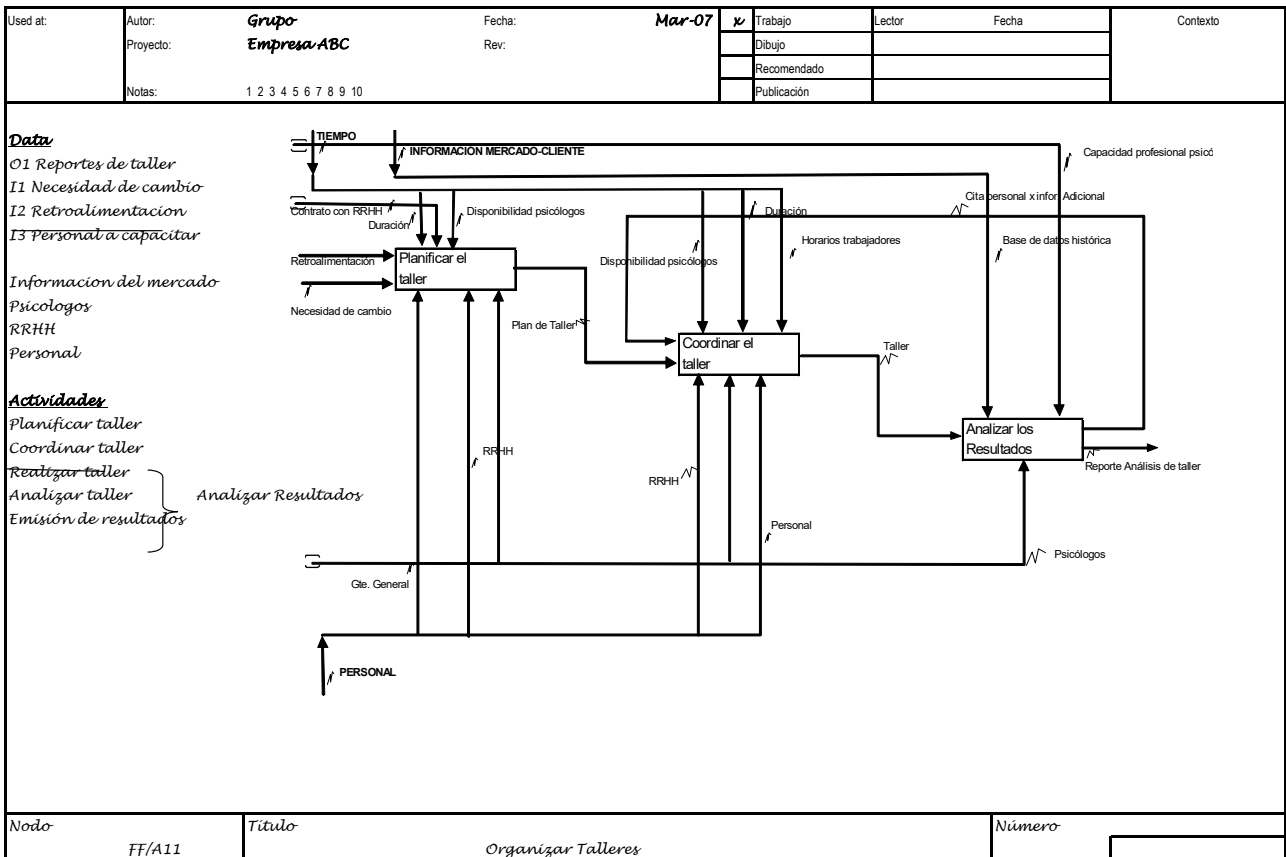 Used at: Autor: Grupo Fecha: Mar-07 x Trabajo Lector Fecha Contexto
Proyecto: Empresa ABC Rev: Dibujo
Recomendado
Notas: 1 2 3 4 5 6 7 8 9 10 Publicación
Data
O1 Reportes de taller
I1 Necesidad de cambio
I2 Retroalimentacion
I3 Personal a capacitar
Informacion del mercado
Psicologos
RRHH
Personal
Actividades
Planificar taller
Coordinar taller
Realizar taller
Analizar taller
Emisión de resultados
Analizar Resultados
TIEMPO
INFORMACION MERCADO-CLIENTE
Capacidad profesional psicó
Cita personal x infor. Adicional
Contrato con RRHH
Duración
Disponibilidad psicólogos
Duración
Horarios trabajadores
Base de datos histórica
Retroalimentación
Planificar el
taller
Disponibilidad psicólogos
Necesidad de cambio
Plan de Taller
Coordinar el
taller
Taller
Analizar los
Resultados
Reporte Análisis de taller
RRHH
RRHH
Personal
Psicólogos
Gte. General
PERSONAL
Nodo Título Número
FF/A11 Organizar Talleres